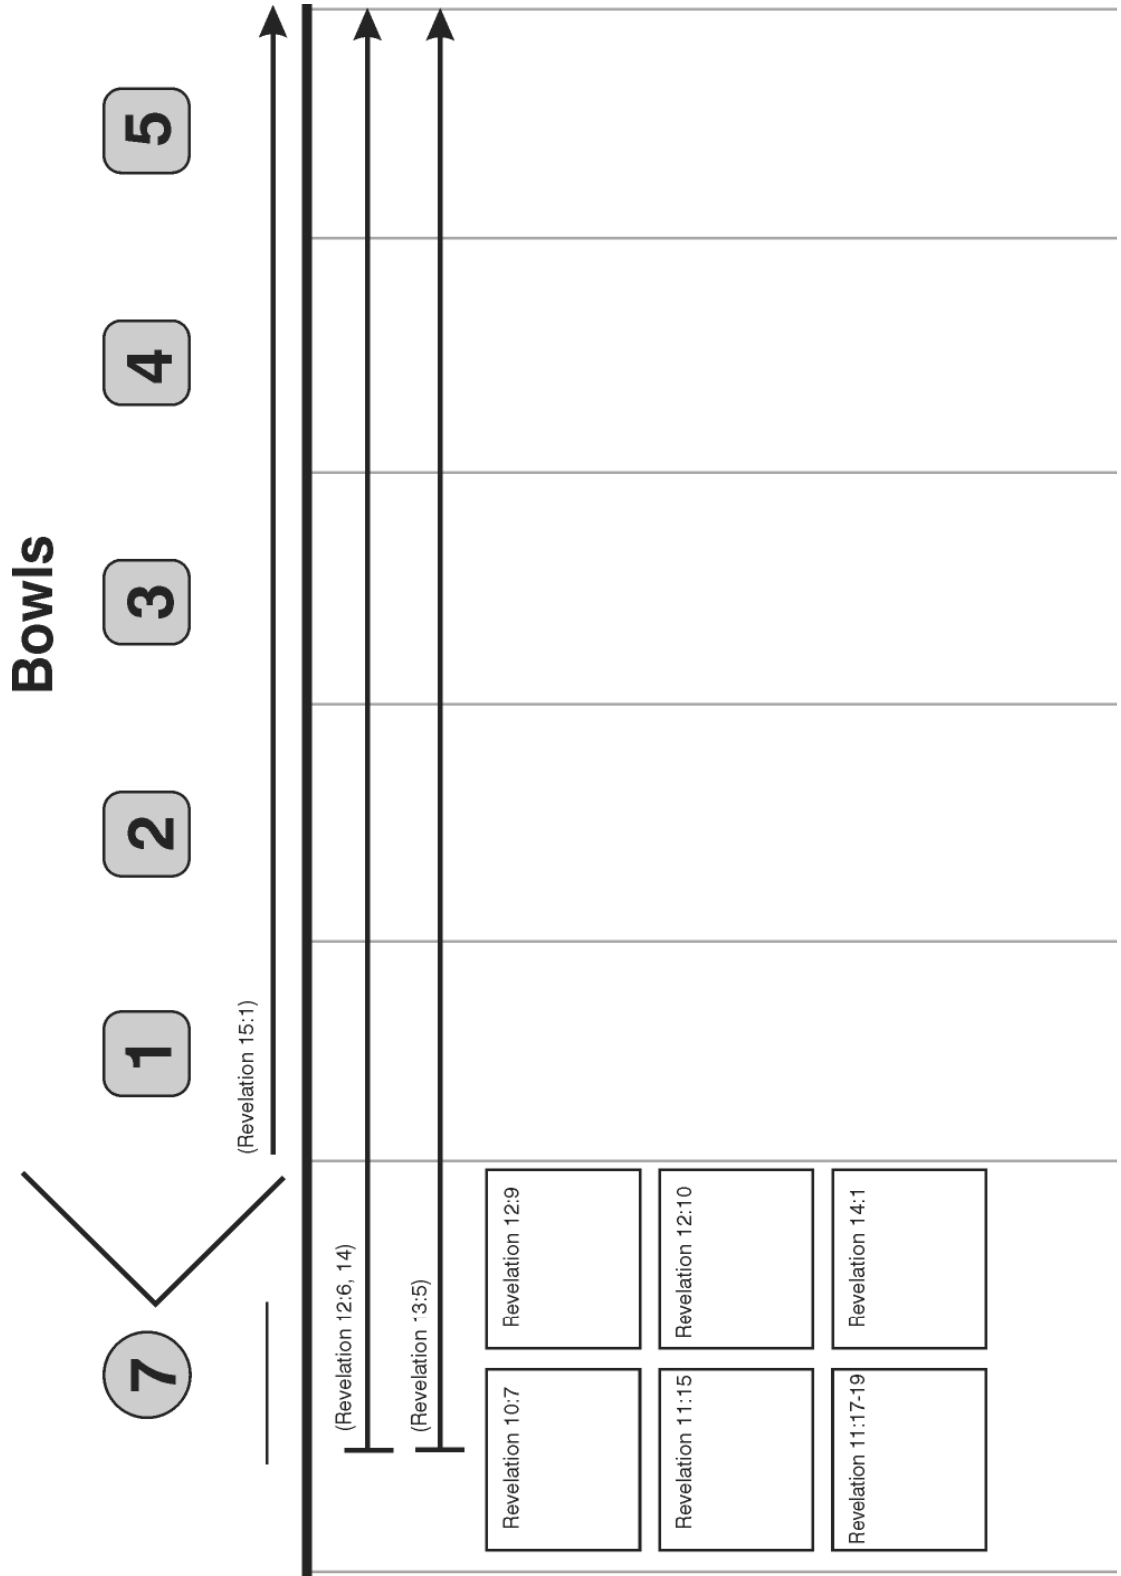 Bowls
7
1
2
3
4
5
(Revelation 15:1)
(Revelation 12:6, 14)
(Revelation 13:5)
Revelation 10:7
Revelation 12:9
Revelation 11:15
Revelation 12:10
Revelation 11:17-19
Revelation 14:1